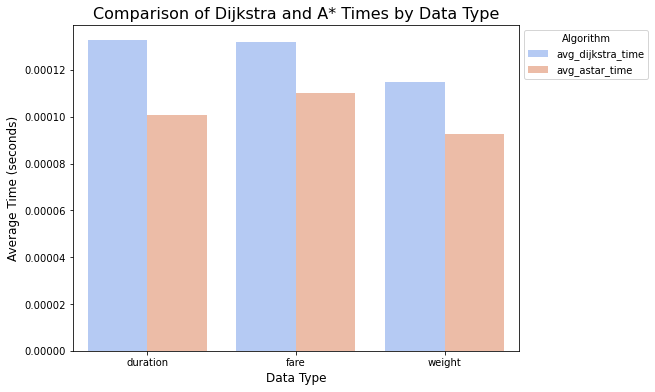 Comparison of Dijkstra and A* Times by Data Type
Algorithm
avg_dijkstra_time
avg_astar_time
Average Time (seconds)
0.00012
0.00010
0.00008
0.00006
0.00004
0.00002
0.00000
duration fare weight
Data Type